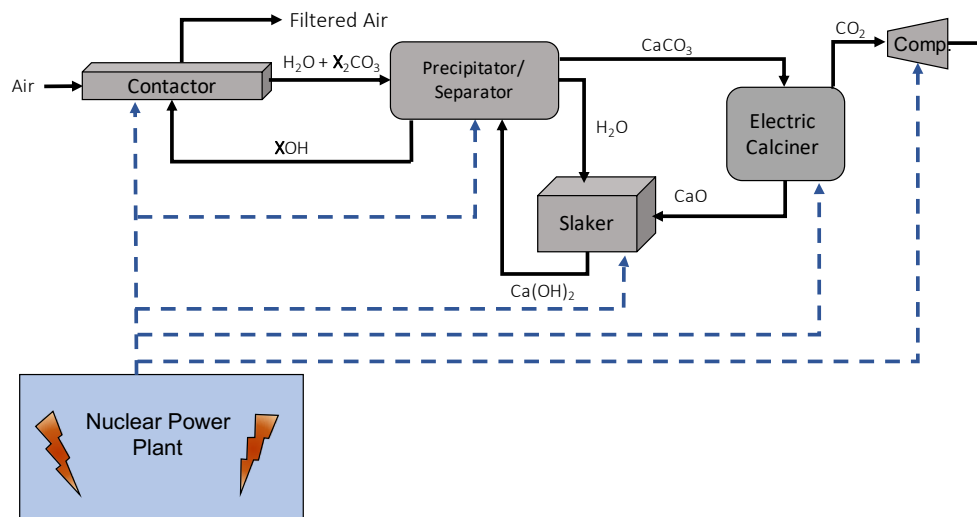 Filtered Air
CO₂
H₂O + X₂CO₃
CaCO₃
Precipitator/
Separator
Comp.
Air
Contactor
Electric
Calciner
H₂O
XOH
CaO
Slaker
Ca(OH)₂
Nuclear Power
Plant